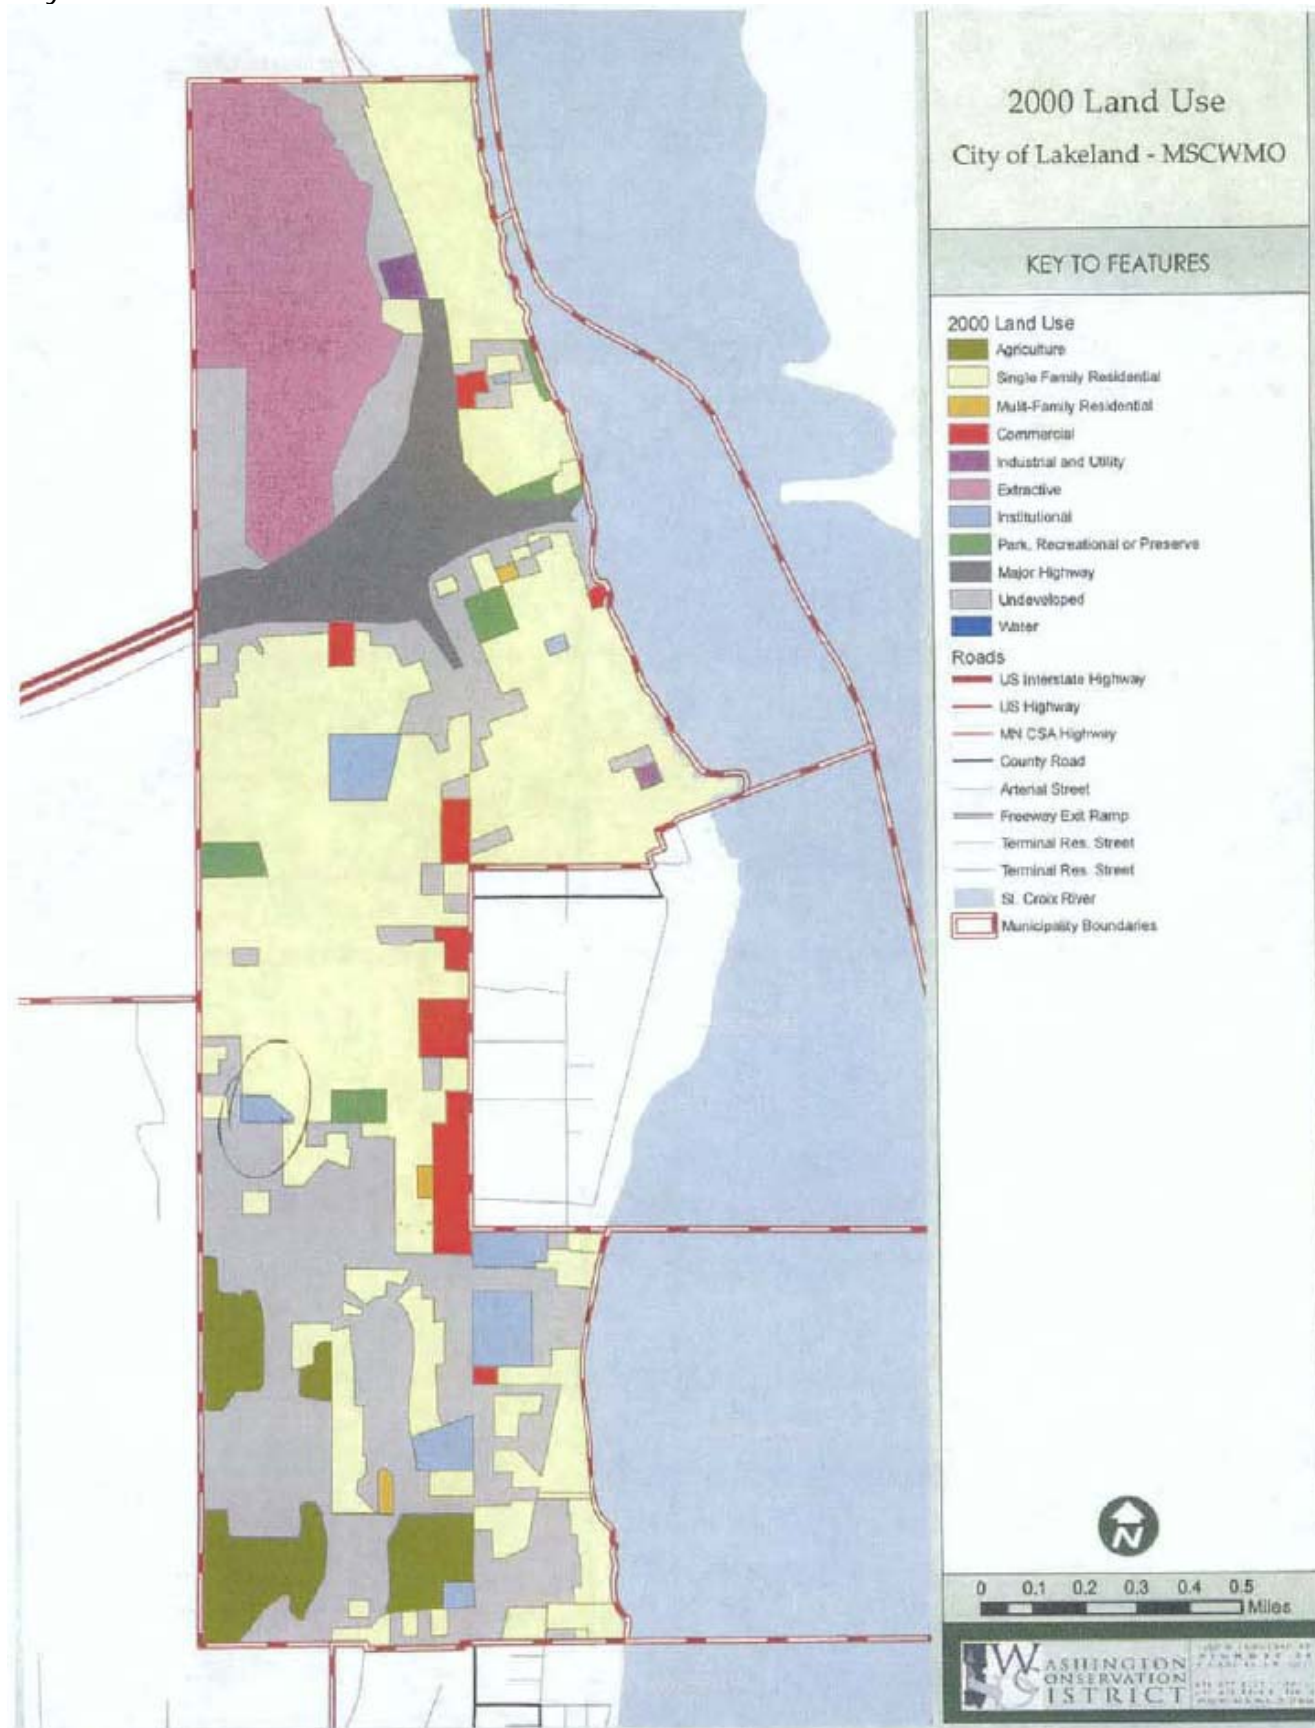 2000 Land Use
City of Lakeland - MSCWMO
KEY TO FEATURES
2000 Land Use
Agriculture
Single Family Residential
Mulit-Family Residential
Commercial
Industrial and Utility
Extractive
Institutional
Park, Recreational or Preserve
Major Highway
Undeveloped
Water
Roads
US Interstate Highway
US Highway
MN CSA Highway
County Road
Arterial Street
Freeway Exit Ramp
Terminal Res. Street
Terminal Res. Street
St. Croix River
Municipality Boundaries
N
0 0.1 0.2 0.3 0.4 0.5
Miles
WASHINGTON
CONSERVATION
DISTRICT